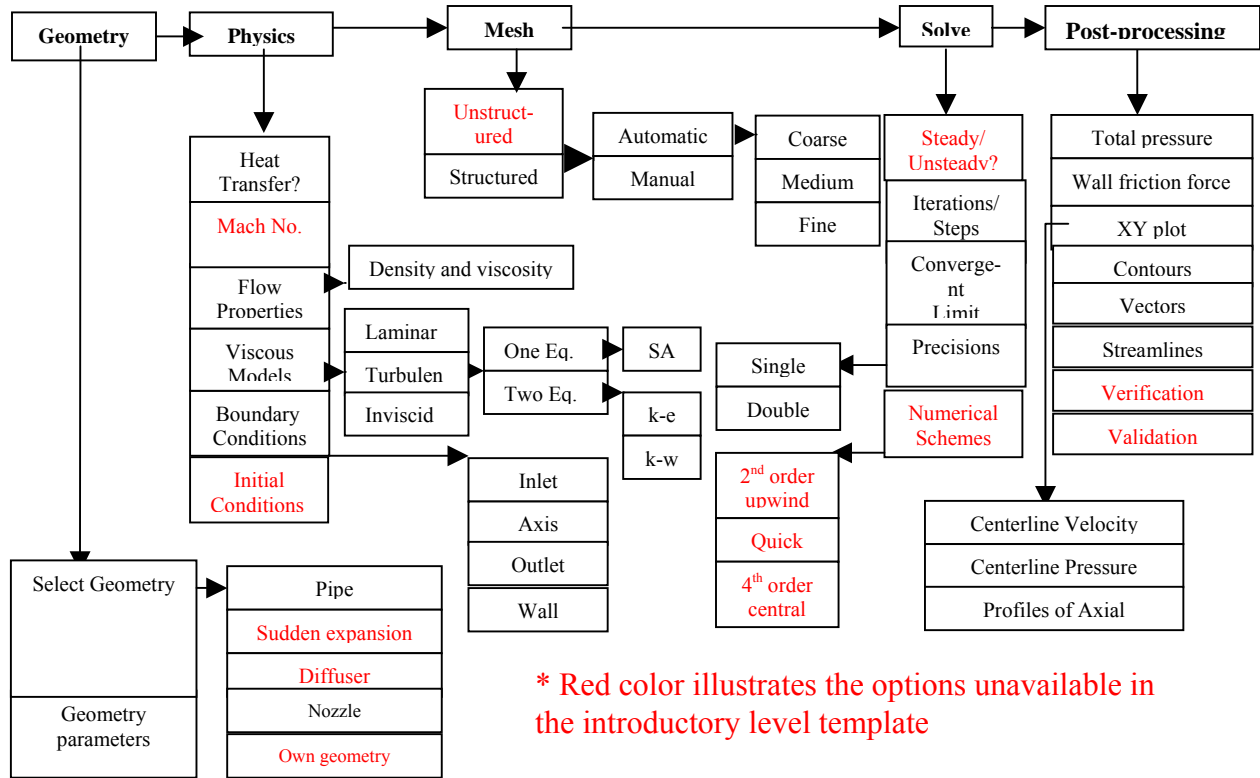 Geometry
Physics
Mesh
Solve
Post-processing
Heat
Transfer?
Mach No.
Flow
Properties
Viscous
Models
Boundary
Conditions
Initial
Conditions
Density and viscosity
Laminar
Turbulen
Inviscid
One Eq.
Two Eq.
SA
k-e
k-w
Inlet
Axis
Outlet
Wall
Unstruct-
ured
Structured
Automatic
Manual
Coarse
Medium
Fine
Steady/
Unsteady?
Iterations/
Steps
Converge-
nt
Limit
Precisions
Numerical
Schemes
Single
Double
2nd order
upwind
Quick
4th order
central
Total pressure
Wall friction force
XY plot
Contours
Vectors
Streamlines
Verification
Validation
Centerline Velocity
Centerline Pressure
Profiles of Axial
Select Geometry
Geometry
parameters
Pipe
Sudden expansion
Diffuser
Nozzle
Own geometry
* Red color illustrates the options unavailable in
the introductory level template